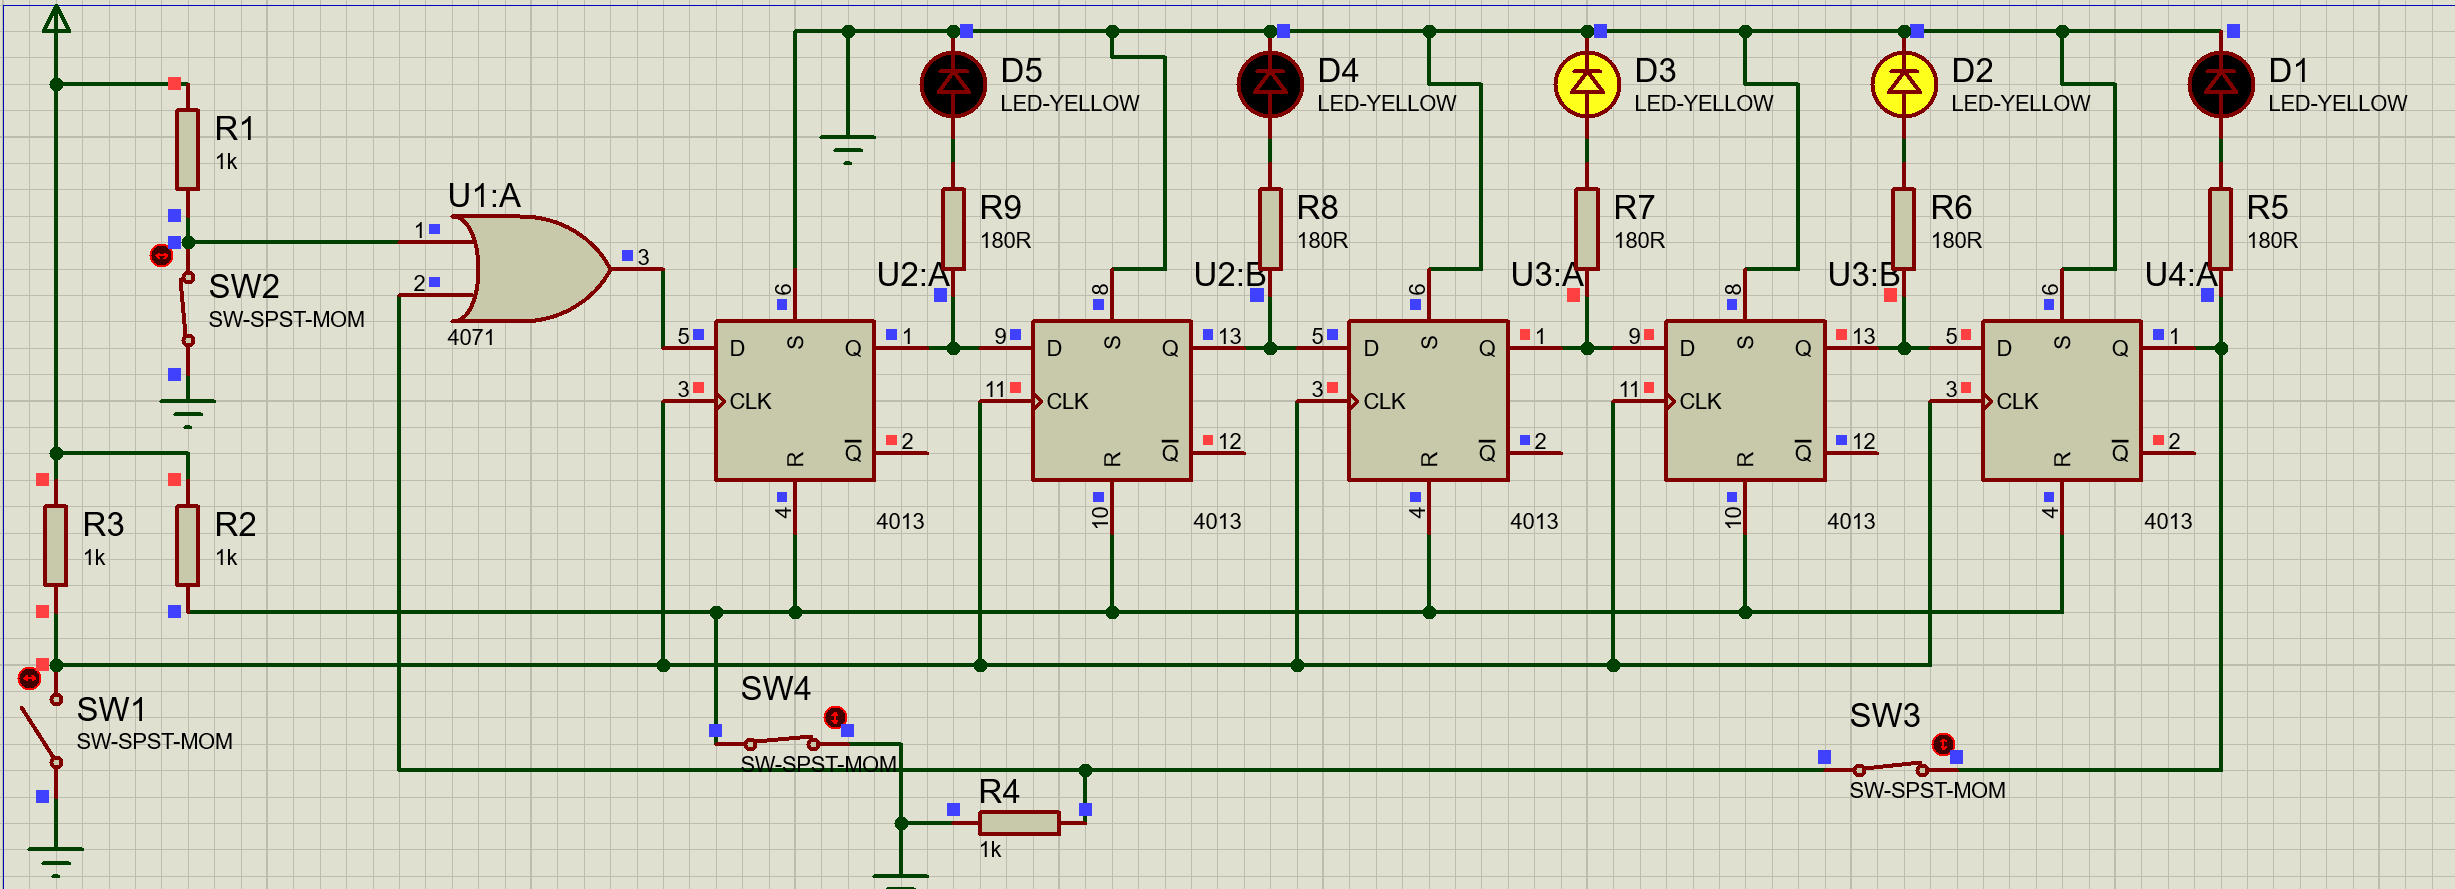 D5
LED-YELLOW
D4
LED-YELLOW
D3
LED-YELLOW
D2
LED-YELLOW
D1
LED-YELLOW
R1
1k
U1:A
1
2
3
4071
SW2
SW-SPST-MOM
R9
180R
R8
180R
R7
180R
R6
180R
R5
180R
U2:A
U2:B
U3:A
U3:B
U4:A
6
8
6
8
6
5
D
S
Q
1
9
D
S
Q
13
5
D
S
Q
1
9
D
S
Q
13
5
D
S
Q
1
3
CLK
11
CLK
3
CLK
11
CLK
3
CLK
R
Q
2
R
Q
12
R
Q
2
R
Q
12
R
Q
2
4
4013
10
4013
4
4013
10
4013
4
4013
R3
1k
R2
1k
SW1
SW-SPST-MOM
SW4
SW-SPST-MOM
R4
1k
SW3
SW-SPST-MOM